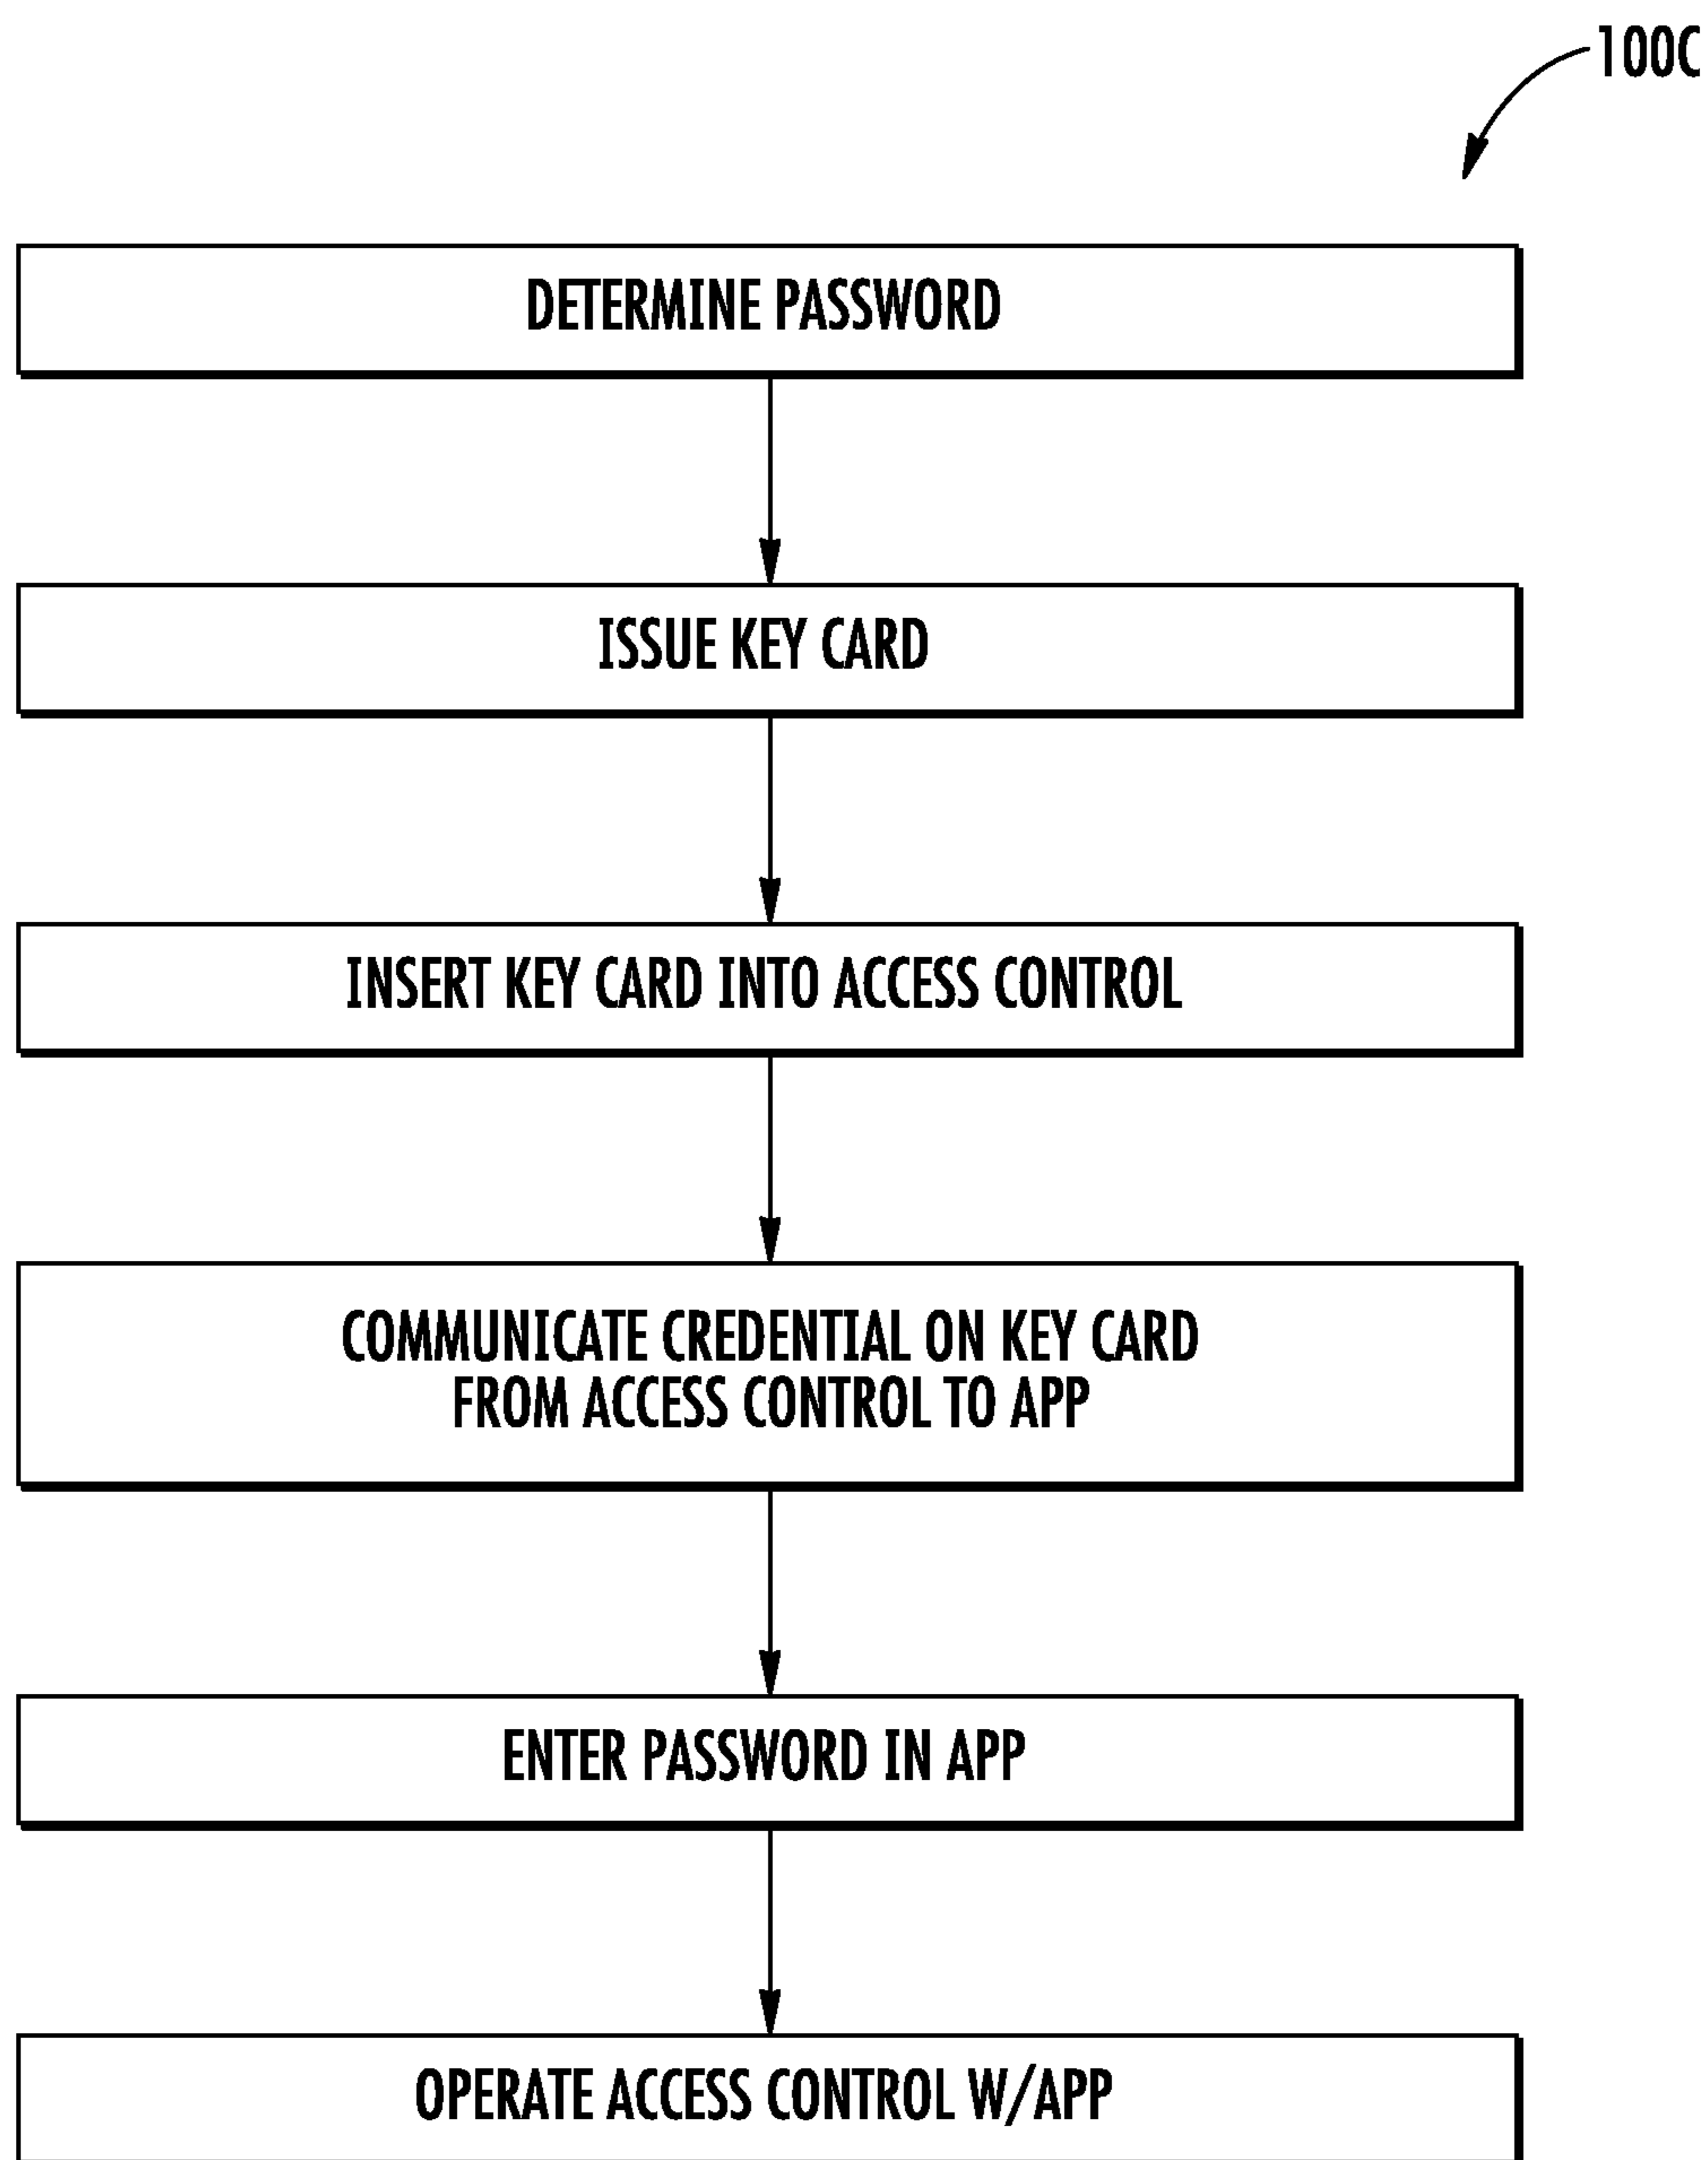 100C
DETERMINE PASSWORD
ISSUE KEY CARD
INSERT KEY CARD INTO ACCESS CONTROL
COMMUNICATE CREDENTIAL ON KEY CARD
FROM ACCESS CONTROL TO APP
ENTER PASSWORD IN APP
OPERATE ACCESS CONTROL W/APP